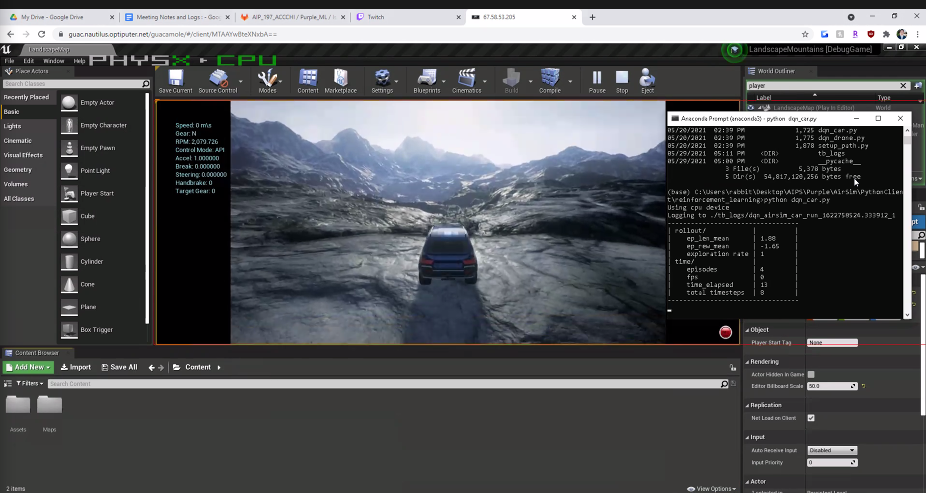 My Drive - Google Drive
Meeting Notes and Logs - Goo
AIP_197_ACCCHI / Purple_ML / N
Twitch
67.58.51.205
guac.nautilus.optiputer.net/guacamole/#/client/MTAAYwBteXNxbA==
LandscapeMap
LandscapeMountains [DebugGame]
File Edit Window Help
PHYSX + CPU
Place Actors
Search Classes
Recently Placed
Basic
Lights
Cinematic
Visual Effects
Geometry
Volumes
All Classes
Empty Actor
Empty Character
Empty Pawn
Point Light
Player Start
Cube
Sphere
Cylinder
Cone
Plane
Box Trigger
Save Current
Source Control
Modes
Content
Marketplace
Settings
Blueprints
Cinematics
Build
Compile
Pause
Stop
Eject
Speed: 0 m/s
Gear: N
RPM: 2,079.726
Control Mode: API
Accel: 1.000000
Break: 0.000000
Steering: 0.000000
Handbrake: 0
Target Gear: 0
World Outliner
player
Label
Type
LandscapeMap (Play In Editor)
World
Anaconda Prompt (anaconda3) - python dqn_car.py
05/20/2021 02:39 PM 1,725 dqn_car.py
05/20/2021 02:39 PM 1,775 dqn_drone.py
05/20/2021 02:39 PM 1,878 setup_path.py
05/29/2021 05:11 PM <DIR> tb_logs
05/29/2021 05:00 PM <DIR> __pycache__
3 File(s) 5,378 bytes
5 Dir(s) 54,817,120,256 bytes free
(base) C:\Users\rabbit\Desktop\AIPS\Purple\AirSim\PythonClien
t\reinforcement_learning>python dqn_car.py
Using cpu device
Logging to ./tb_logs/dqn_airsim_car_run_1622758524.333912_1
| rollout/ | |
| ep_len_mean | 1.88 |
| ep_rew_mean | -1.65 |
| exploration rate | 1 |
| time/ | |
| episodes | 4 |
| fps | 0 |
| time_elapsed | 13 |
| total timesteps | 8 |
Object
Player Start Tag None
Rendering
Actor Hidden In Game
Editor Billboard Scale 50.0
Replication
Net Load on Client
Input
Auto Receive Input Disabled
Input Priority 0
Actor
Content Browser
Add New Import Save All Content
Filters Search Content
Assets
Maps
2 items
View Options